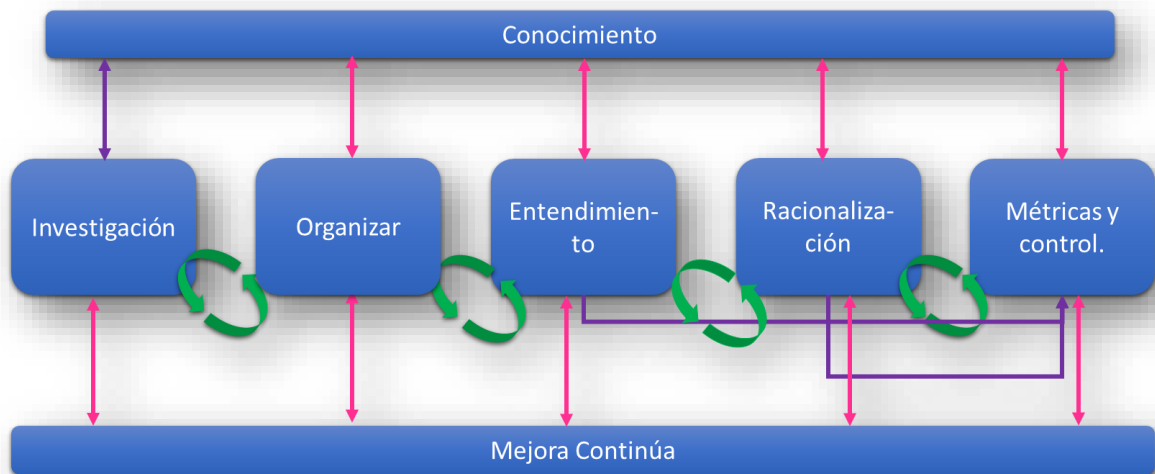 Conocimiento
Investigación
Organizar
Entendimien-
to
Racionaliza-
ción
Métricas y
control.
Mejora Continúa